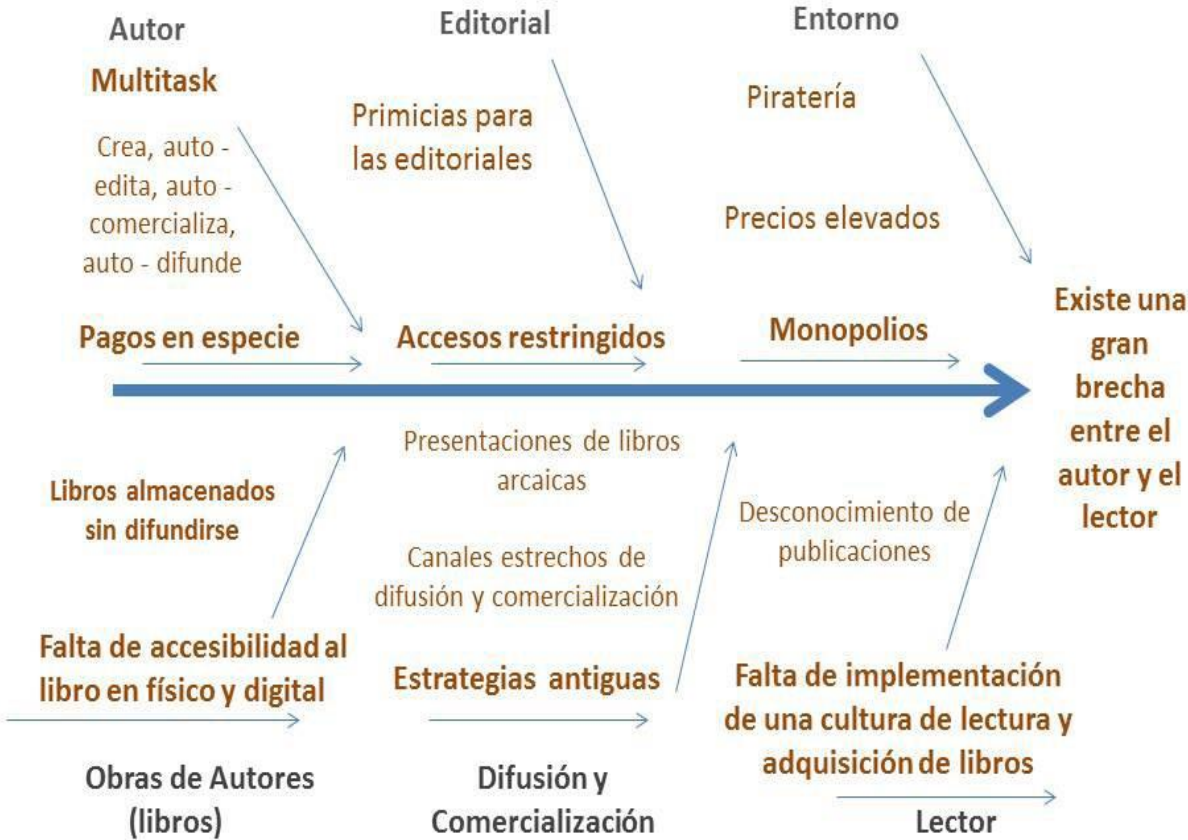 Autor
Multitask
Crea, auto -
edita, auto -
comercializa,
auto - difunde
Pagos en especie
Editorial
Primicias para
las editoriales
Accesos restringidos
Entorno
Piratería
Precios elevados
Monopolios
Existe una
gran
brecha
entre el
autor y el
lector
Libros almacenados
sin difundirse
Falta de accesibilidad al
libro en físico y digital
Obras de Autores
(libros)
Presentaciones de libros
arcaicas
Canales estrechos de
difusión y comercialización
Estrategias antiguas
Difusión y
Comercialización
Desconocimiento de
publicaciones
Falta de implementación
de una cultura de lectura y
adquisición de libros
Lector